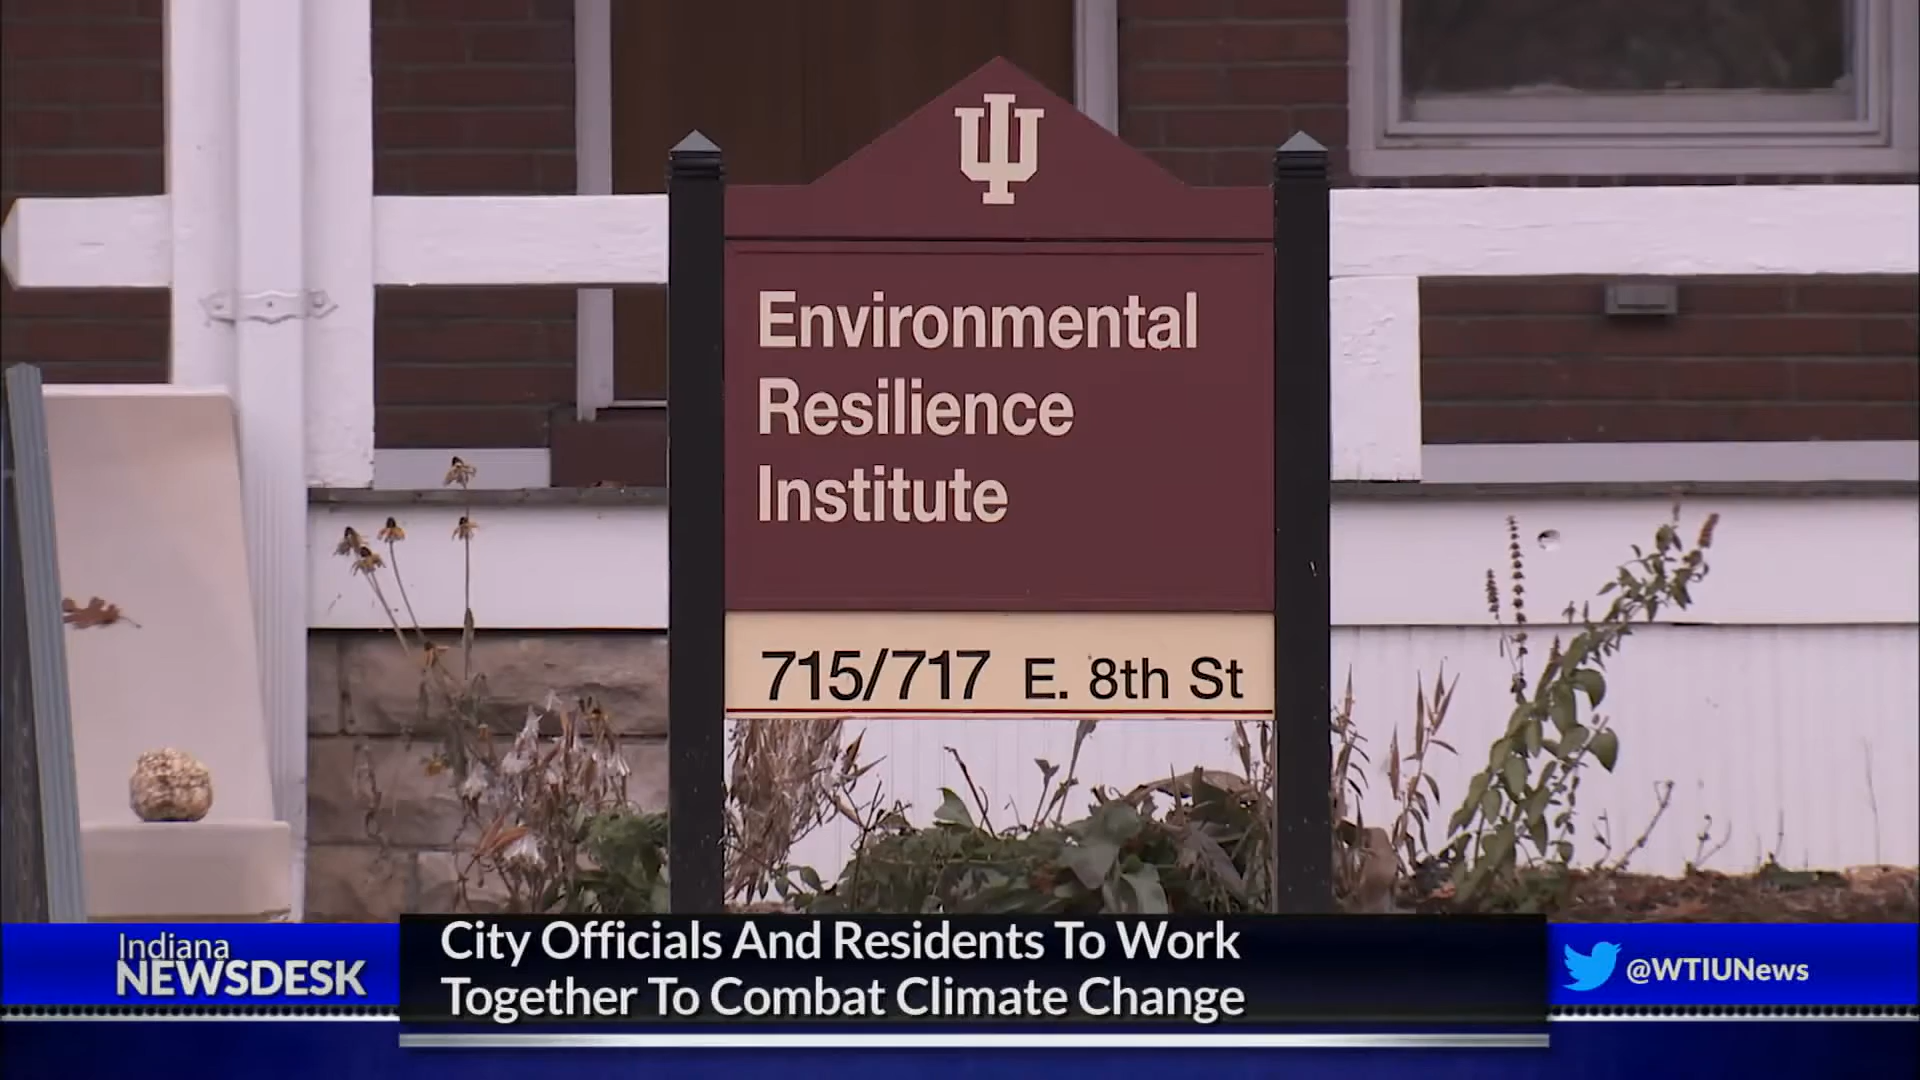 IU
Environmental
Resilience
Institute
715/717 E. 8th St
Indiana
NEWSDESK
City Officials And Residents To Work
Together To Combat Climate Change
@WTIUNews